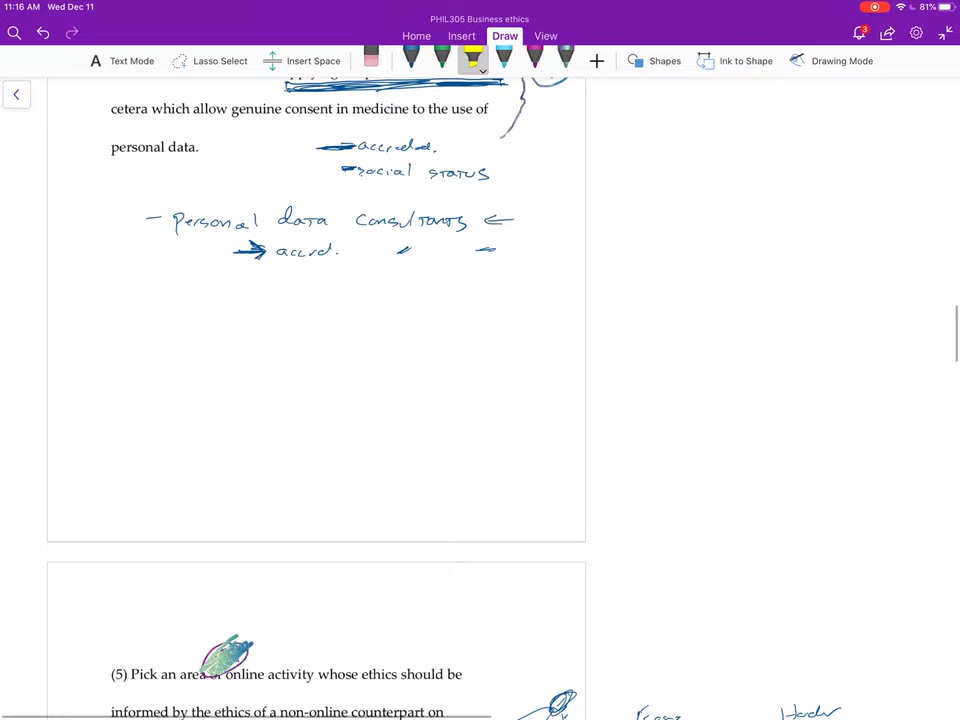 11:16 AM Wed Dec 11
81%
PHIL305 Business ethics
Home Insert Draw View
3
A Text Mode Lasso Select Insert Space Shapes Ink to Shape Drawing Mode
cetera which allow genuine consent in medicine to the use of
personal data.
social status
- Personal data consultants ←
→ accrd. " "
(5) Pick an area of online activity whose ethics should be
informed by the ethics of a non-online counterpart on
Harder